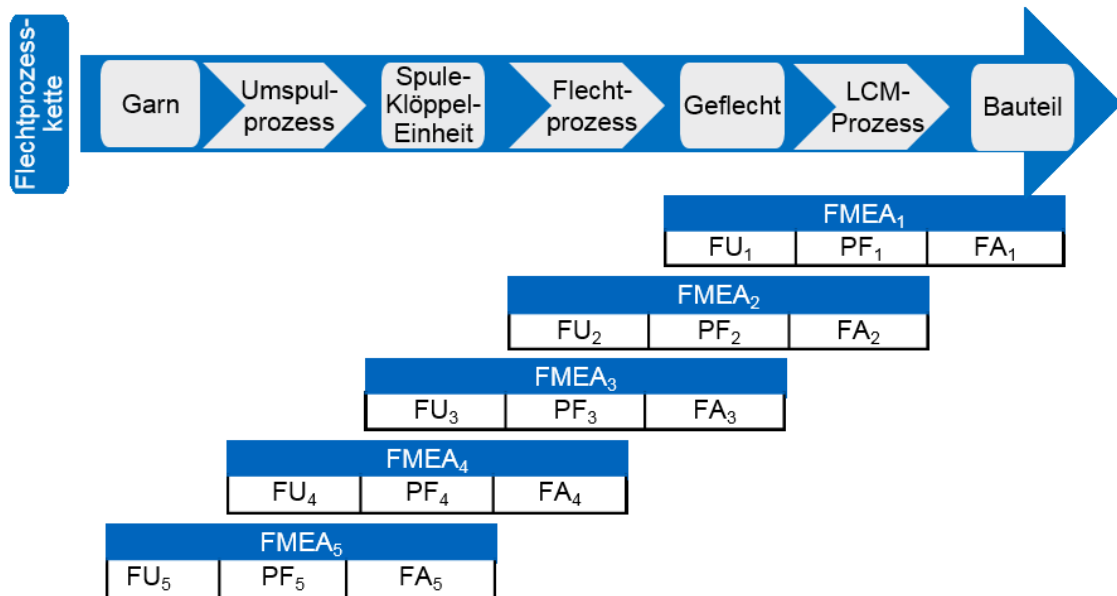 Flechtprozess-
kette
Garn
Umspul-
prozess
Spule-
Klöppel-
Einheit
Flecht-
prozess
Geflecht
LCM-
Prozess
Bauteil
FMEA₁
FU₁ PF₁ FA₁
FMEA₂
FU₂ PF₂ FA₂
FMEA₃
FU₃ PF₃ FA₃
FMEA₄
FU₄ PF₄ FA₄
FMEA₅
FU₅ PF₅ FA₅